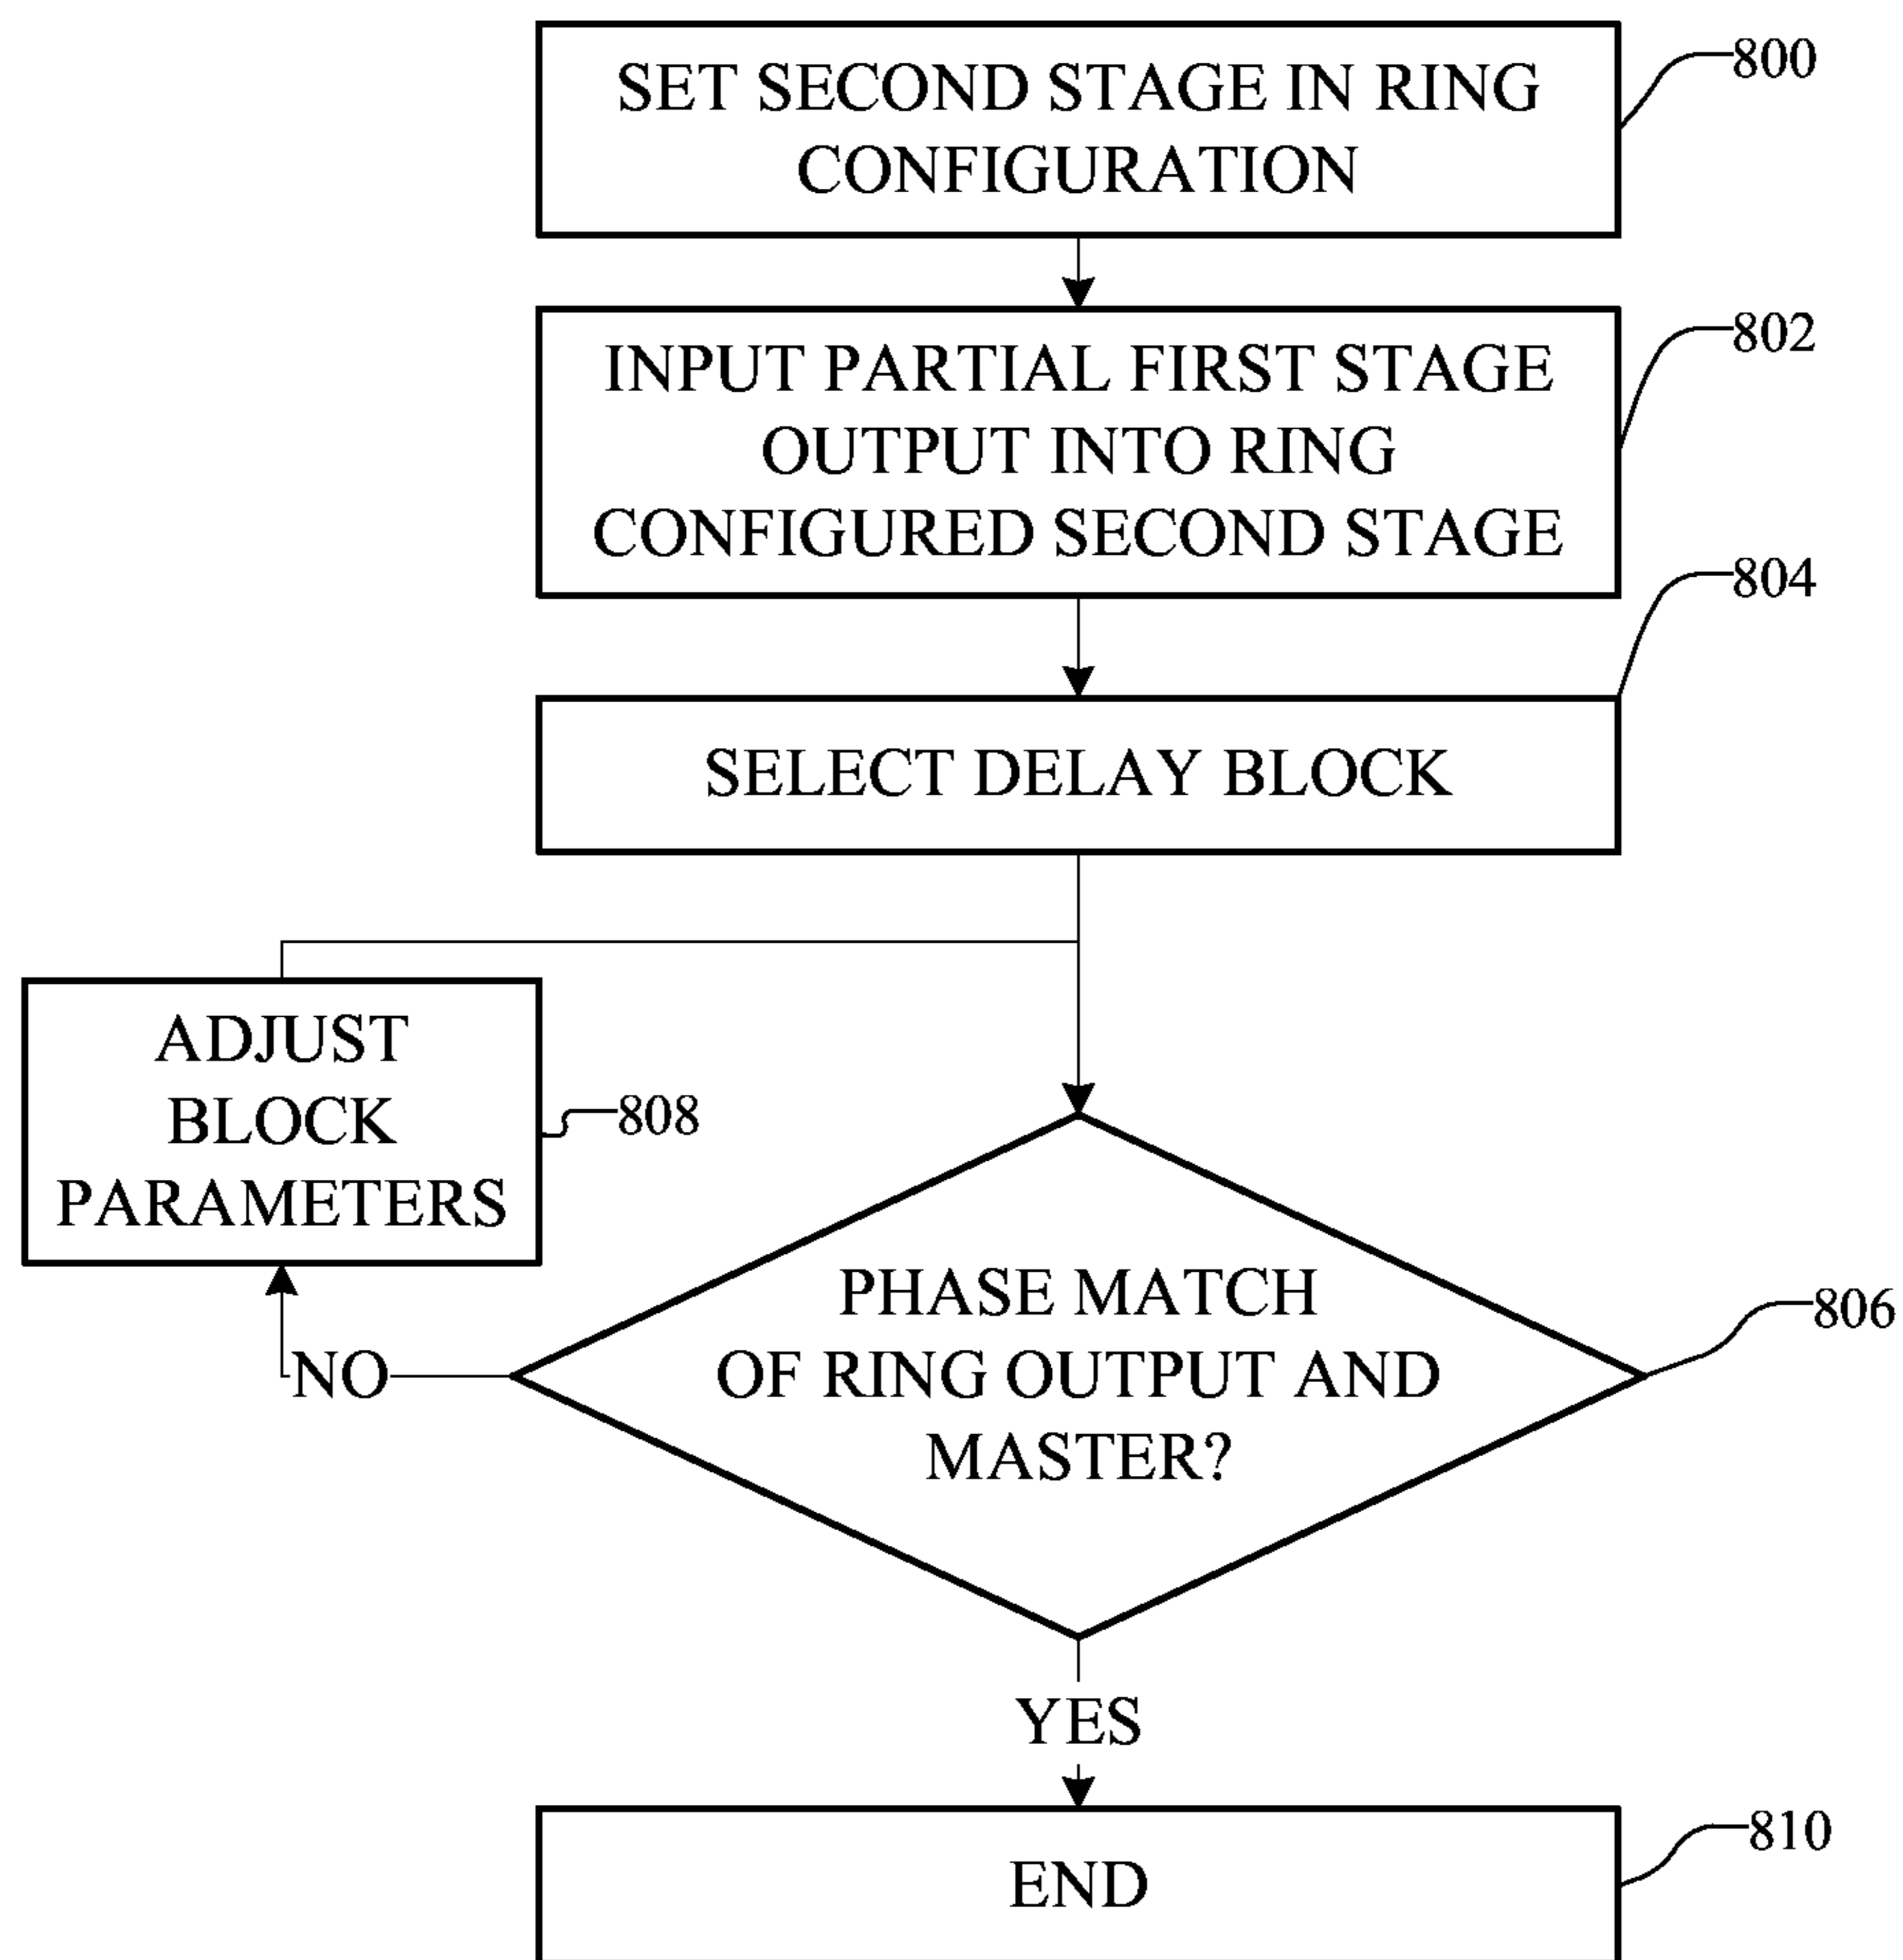 SET SECOND STAGE IN RING
CONFIGURATION
800
INPUT PARTIAL FIRST STAGE
OUTPUT INTO RING
CONFIGURED SECOND STAGE
802
804
SELECT DELAY BLOCK
ADJUST
BLOCK
PARAMETERS
808
PHASE MATCH
OF RING OUTPUT AND
MASTER?
806
NO
YES
END
810